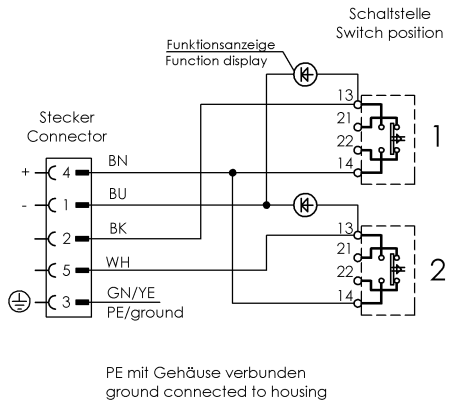 Schaltstelle
Switch position
Funktionsanzeige
Function display
Stecker
Connector
13
21
22
14
1
+ 4 BN
- 1 BU
2 BK
5 WH
3 GN/YE
PE/ground
13
21
22
14
2
PE mit Gehäuse verbunden
ground connected to housing